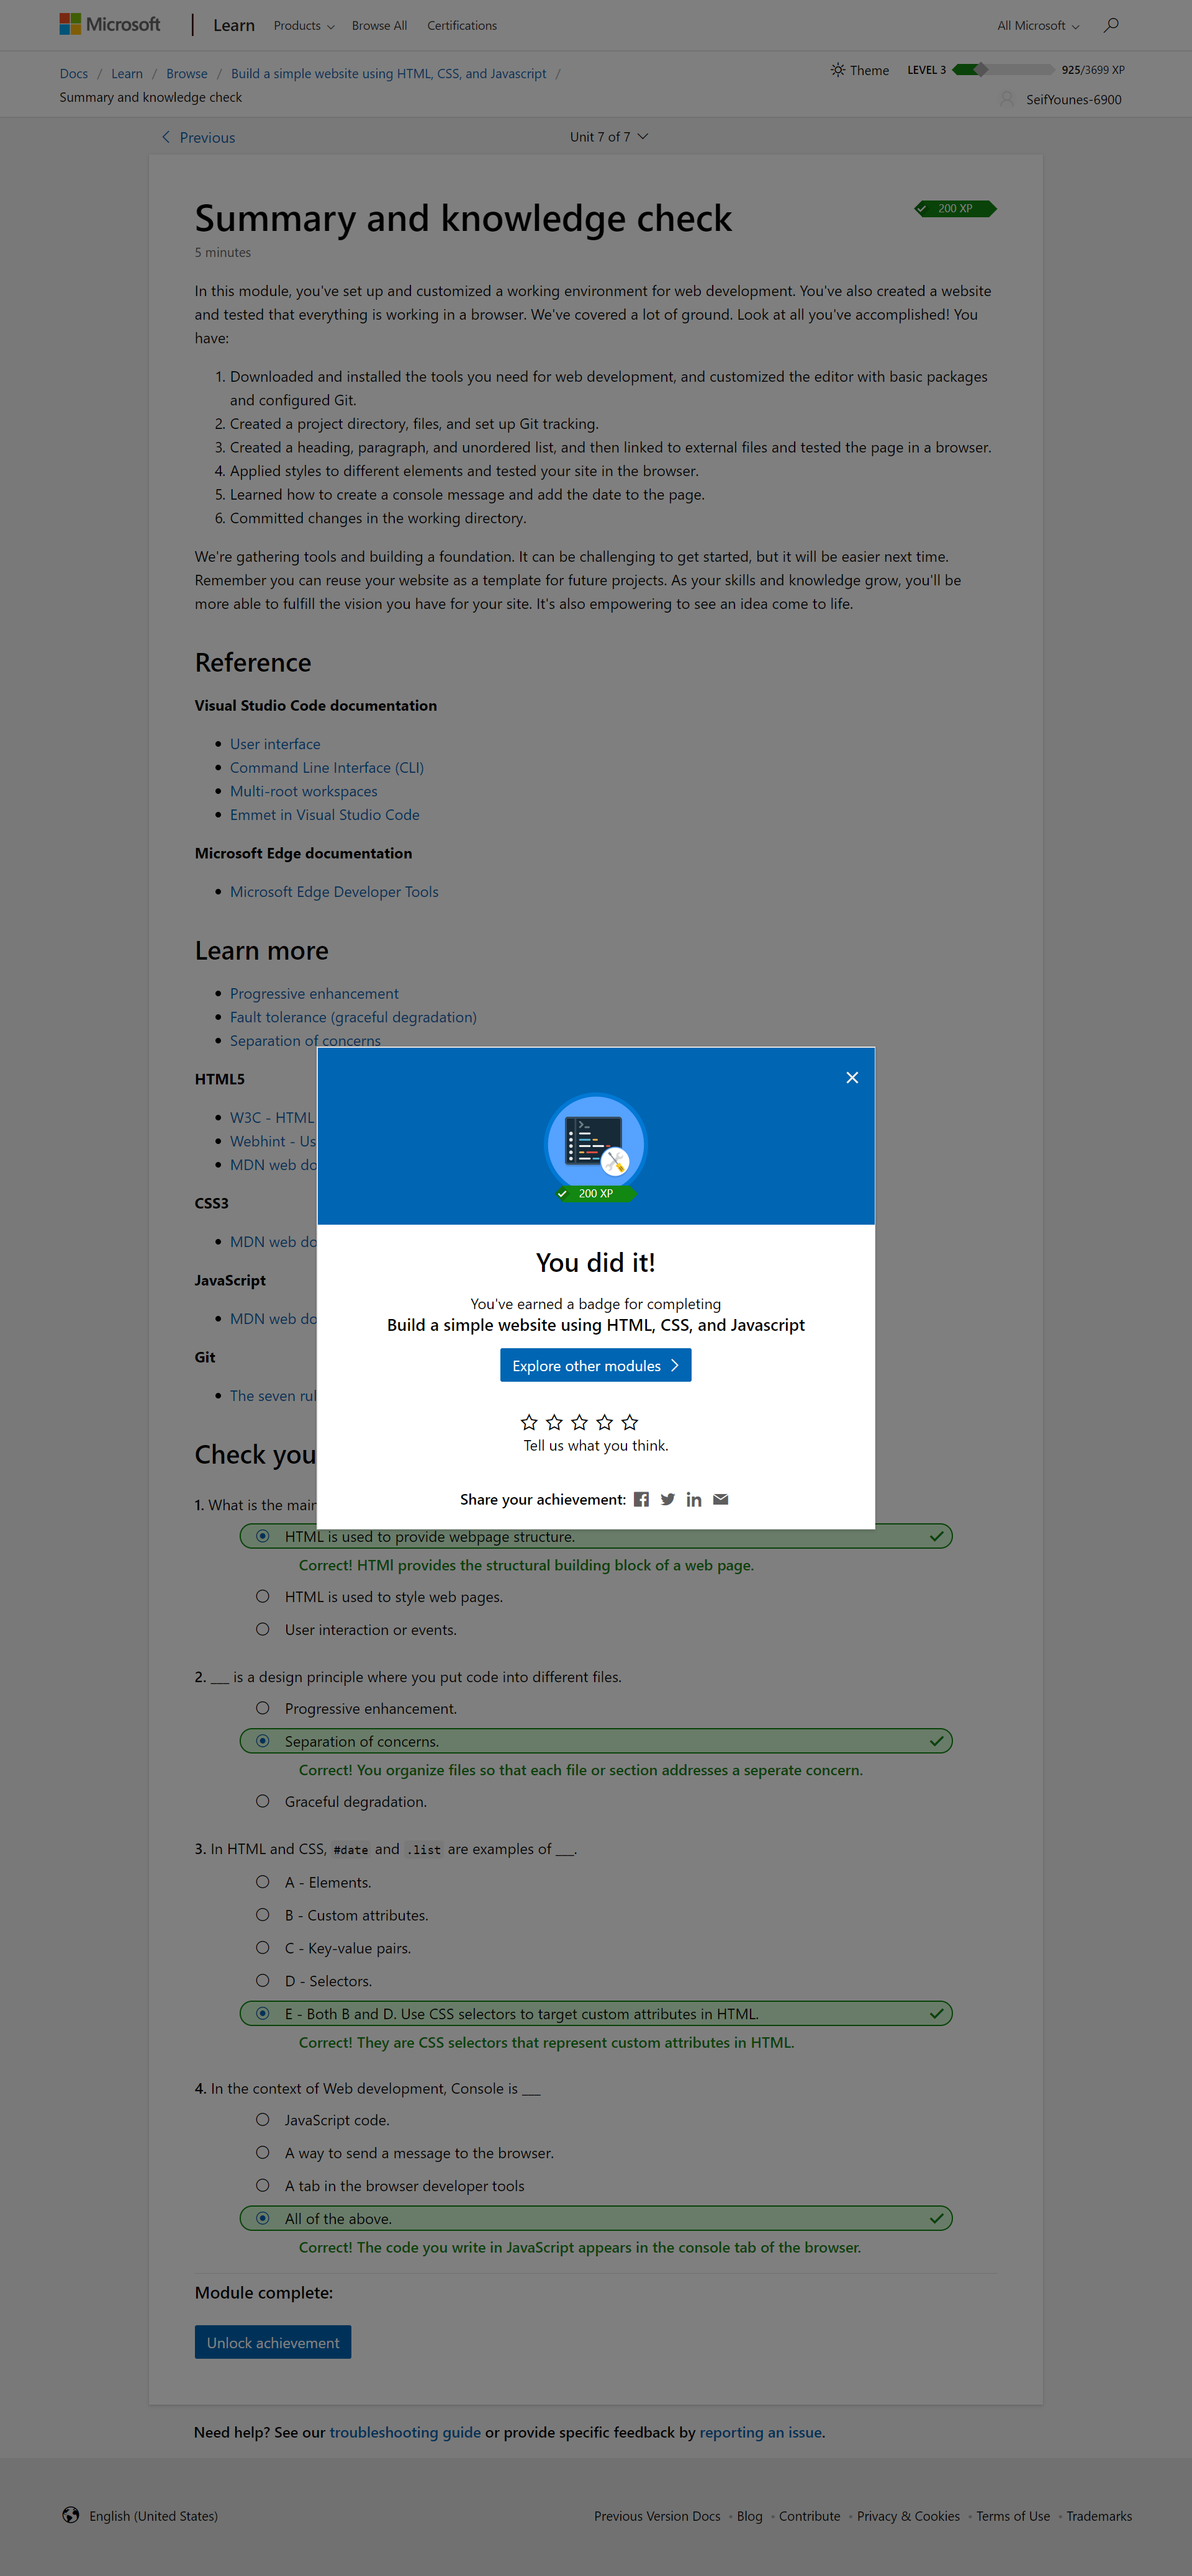 Microsoft
Learn Products Browse All Certifications All Microsoft
Docs / Learn / Browse / Build a simple website using HTML, CSS, and Javascript /
Summary and knowledge check
Theme LEVEL 3 925/3699 XP
SeifYounes-6900
Previous Unit 7 of 7
Summary and knowledge check
200 XP
5 minutes
In this module, you've set up and customized a working environment for web development. You've also created a website
and tested that everything is working in a browser. We've covered a lot of ground. Look at all you've accomplished! You
have:
1. Downloaded and installed the tools you need for web development, and customized the editor with basic packages
and configured Git.
2. Created a project directory, files, and set up Git tracking.
3. Created a heading, paragraph, and unordered list, and then linked to external files and tested the page in a browser.
4. Applied styles to different elements and tested your site in the browser.
5. Learned how to create a console message and add the date to the page.
6. Committed changes in the working directory.
We're gathering tools and building a foundation. It can be challenging to get started, but it will be easier next time.
Remember you can reuse your website as a template for future projects. As your skills and knowledge grow, you'll be
more able to fulfill the vision you have for your site. It's also empowering to see an idea come to life.
Reference
Visual Studio Code documentation
User interface
Command Line Interface (CLI)
Multi-root workspaces
Emmet in Visual Studio Code
Microsoft Edge documentation
Microsoft Edge Developer Tools
Learn more
Progressive enhancement
Fault tolerance (graceful degradation)
Separation of concerns
HTML5
W3C - HTML
Webhint - Us
MDN web do
CSS3
MDN web do
JavaScript
MDN web do
Git
The seven rul
Check you
200 XP
You did it!
You've earned a badge for completing
Build a simple website using HTML, CSS, and Javascript
Explore other modules
Tell us what you think.
Share your achievement:
1. What is the main
HTML is used to provide webpage structure.
Correct! HTMl provides the structural building block of a web page.
HTML is used to style web pages.
User interaction or events.
2. ___ is a design principle where you put code into different files.
Progressive enhancement.
Separation of concerns.
Correct! You organize files so that each file or section addresses a seperate concern.
Graceful degradation.
3. In HTML and CSS, #date and .list are examples of ___.
A - Elements.
B - Custom attributes.
C - Key-value pairs.
D - Selectors.
E - Both B and D. Use CSS selectors to target custom attributes in HTML.
Correct! They are CSS selectors that represent custom attributes in HTML.
4. In the context of Web development, Console is ___
JavaScript code.
A way to send a message to the browser.
A tab in the browser developer tools
All of the above.
Correct! The code you write in JavaScript appears in the console tab of the browser.
Module complete:
Unlock achievement
Need help? See our troubleshooting guide or provide specific feedback by reporting an issue.
English (United States) Previous Version Docs • Blog • Contribute • Privacy & Cookies • Terms of Use • Trademarks